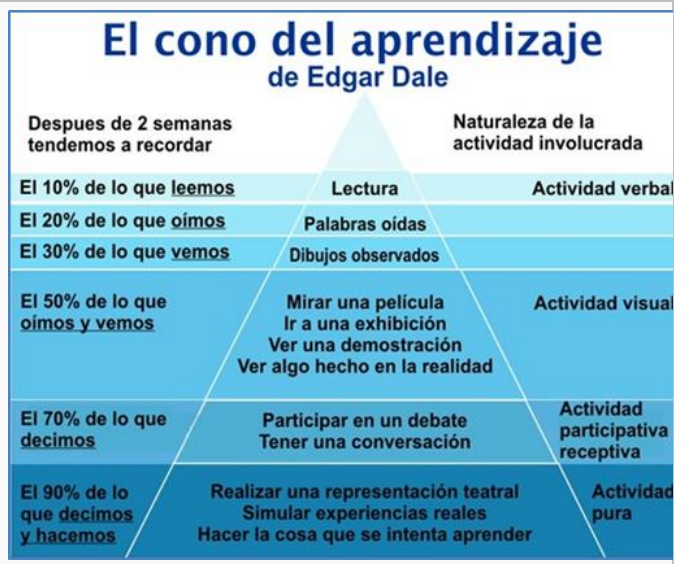 El cono del aprendizaje
de Edgar Dale
Despues de 2 semanas
tendemos a recordar
Naturaleza de la
actividad involucrada
El 10% de lo que leemos
Lectura
Actividad verbal
El 20% de lo que oímos
Palabras oídas
El 30% de lo que vemos
Dibujos observados
El 50% de lo que
oímos y vemos
Mirar una película
Ir a una exhibición
Ver una demostración
Ver algo hecho en la realidad
Actividad visual
El 70% de lo que
decimos
Participar en un debate
Tener una conversación
Actividad
participativa
receptiva
El 90% de lo
que decimos
y hacemos
Realizar una representación teatral
Simular experiencias reales
Hacer la cosa que se intenta aprender
Actividad
pura